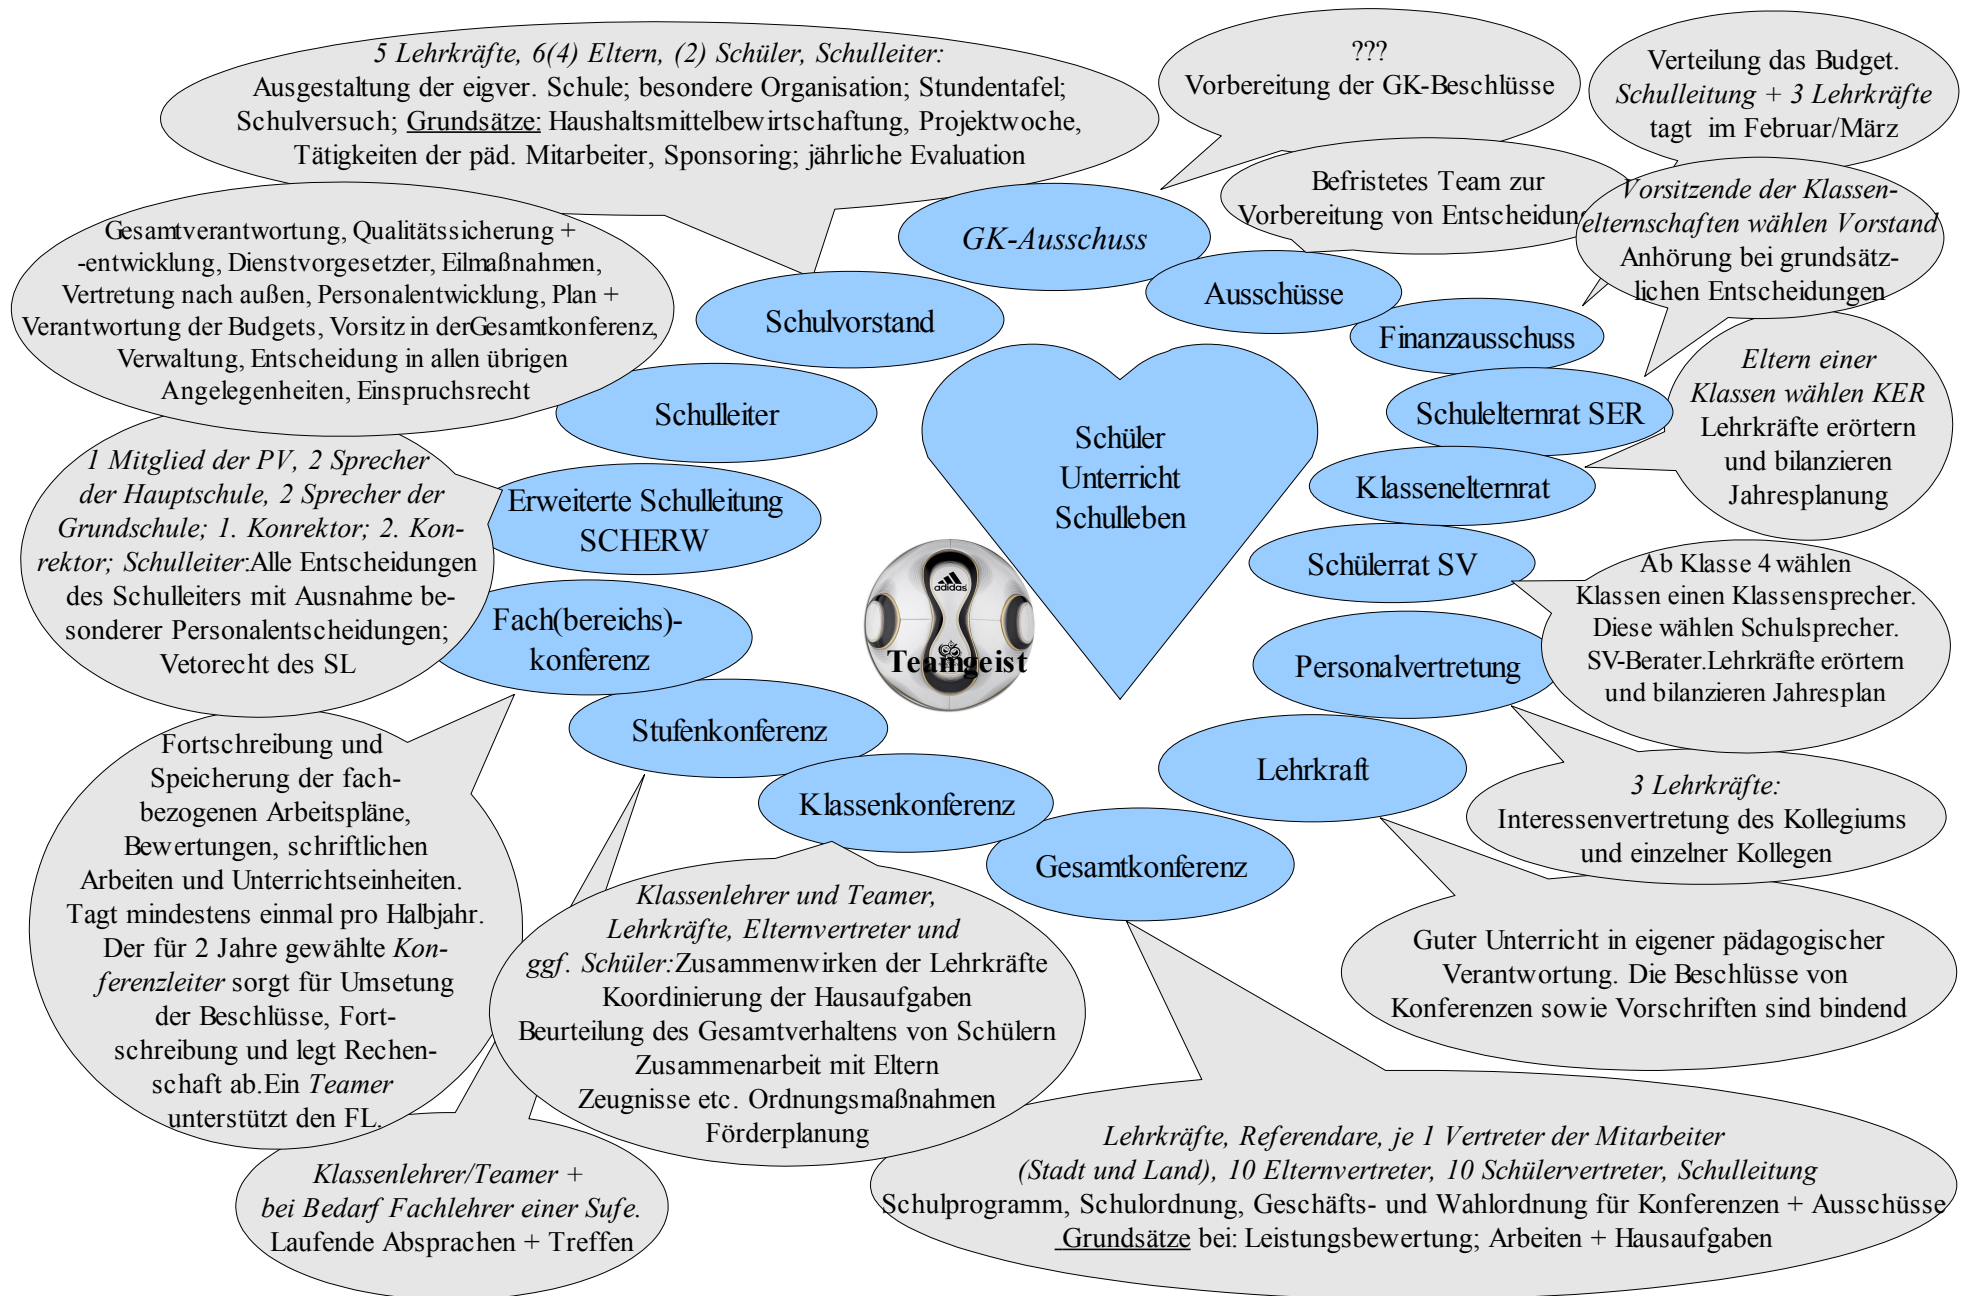 5 Lehrkräfte, 6(4) Eltern, (2) Schüler, Schulleiter:
Ausgestaltung der eigver. Schule; besondere Organisation; Stundentafel;
Schulversuch; Grundsätze: Haushaltsmittelbewirtschaftung, Projektwoche,
Tätigkeiten der päd. Mitarbeiter, Sponsoring; jährliche Evaluation
???
Vorbereitung der GK-Beschlüsse
Verteilung das Budget.
Schulleitung + 3 Lehrkräfte
tagt im Februar/März
Befristetes Team zur
Vorbereitung von Entscheidun
Vorsitzende der Klassen-
elternschaften wählen Vorstand
Anhörung bei grundsätz-
lichen Entscheidungen
Gesamtverantwortung, Qualitätssicherung +
-entwicklung, Dienstvorgesetzter, Eilmaßnahmen,
Vertretung nach außen, Personalentwicklung, Plan +
Verantwortung der Budgets, Vorsitz in derGesamtkonferenz,
Verwaltung, Entscheidung in allen übrigen
Angelegenheiten, Einspruchsrecht
GK-Ausschuss
Ausschüsse
Schulvorstand
Finanzausschuss
Schulleiter
Schulelternrat SER
Eltern einer
Klassen wählen KER
Lehrkräfte erörtern
und bilanzieren
Jahresplanung
Schüler
Unterricht
Schulleben
1 Mitglied der PV, 2 Sprecher
der Hauptschule, 2 Sprecher der
Grundschule; 1. Konrektor; 2. Kon-
rektor; Schulleiter:Alle Entscheidungen
des Schulleiters mit Ausnahme be-
sonderer Personalentscheidungen;
Vetorecht des SL
Erweiterte Schulleitung
SCHERW
Klassenelternrat
Schülerrat SV
Ab Klasse 4 wählen
Klassen einen Klassensprecher.
Diese wählen Schulsprecher.
SV-Berater.Lehrkräfte erörtern
und bilanzieren Jahresplan
adidas
Teamgeist
Fach(bereichs)-
konferenz
Personalvertretung
Stufenkonferenz
Lehrkraft
Klassenkonferenz
Gesamtkonferenz
3 Lehrkräfte:
Interessenvertretung des Kollegiums
und einzelner Kollegen
Fortschreibung und
Speicherung der fach-
bezogenen Arbeitspläne,
Bewertungen, schriftlichen
Arbeiten und Unterrichtseinheiten.
Tagt mindestens einmal pro Halbjahr.
Der für 2 Jahre gewählte Kon-
ferenzleiter sorgt für Umsetung
der Beschlüsse, Fort-
schreibung und legt Rechen-
schaft ab.Ein Teamer
unterstützt den FL.
Klassenlehrer und Teamer,
Lehrkräfte, Elternvertreter und
ggf. Schüler:Zusammenwirken der Lehrkräfte
Koordinierung der Hausaufgaben
Beurteilung des Gesamtverhaltens von Schülern
Zusammenarbeit mit Eltern
Zeugnisse etc. Ordnungsmaßnahmen
Förderplanung
Guter Unterricht in eigener pädagogischer
Verantwortung. Die Beschlüsse von
Konferenzen sowie Vorschriften sind bindend
Klassenlehrer/Teamer +
bei Bedarf Fachlehrer einer Sufe.
Laufende Absprachen + Treffen
Lehrkräfte, Referendare, je 1 Vertreter der Mitarbeiter
(Stadt und Land), 10 Elternvertreter, 10 Schülervertreter, Schulleitung
Schulprogramm, Schulordnung, Geschäfts- und Wahlordnung für Konferenzen + Ausschüsse
Grundsätze bei: Leistungsbewertung; Arbeiten + Hausaufgaben